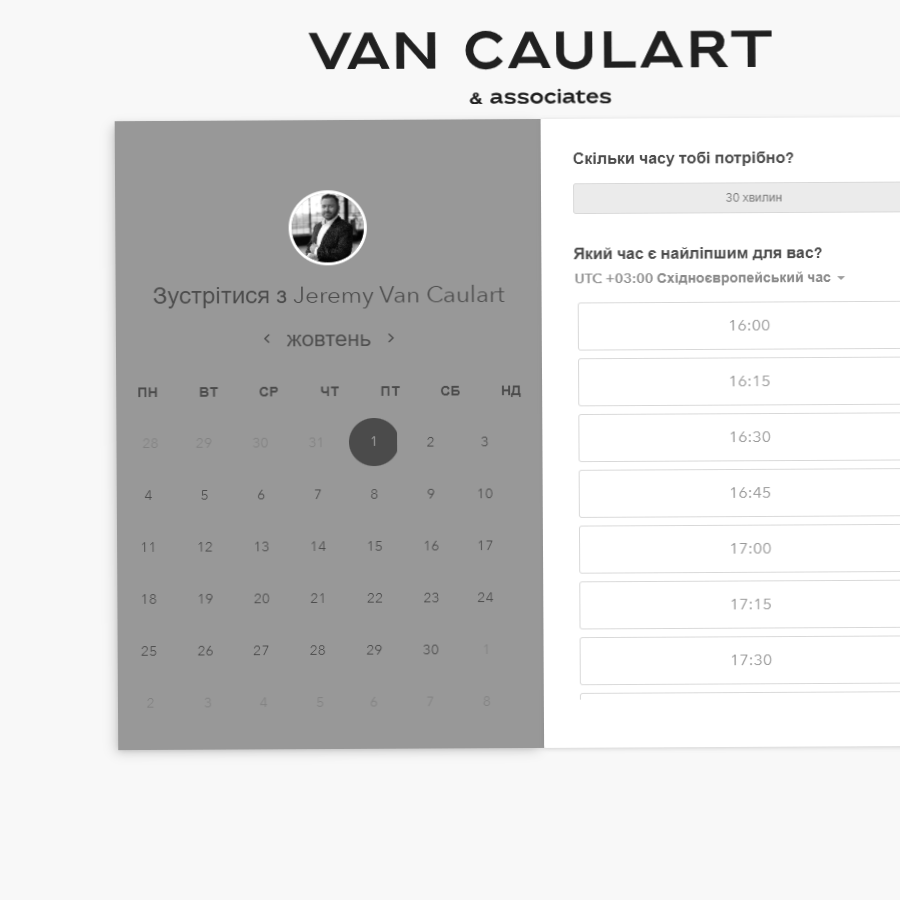 VAN CAULART
& associates
Зустрітися з Jeremy Van Caulart
‹ жовтень ›
ПН ВТ СР ЧТ ПТ СБ НД
28 29 30 31 1 2 3
4 5 6 7 8 9 10
11 12 13 14 15 16 17
18 19 20 21 22 23 24
25 26 27 28 29 30 1
2 3 4 5 6 7 8
Скільки часу тобі потрібно?
30 хвилин
Який час є найліпшим для вас?
UTC +03:00 Східноєвропейський час
16:00
16:15
16:30
16:45
17:00
17:15
17:30